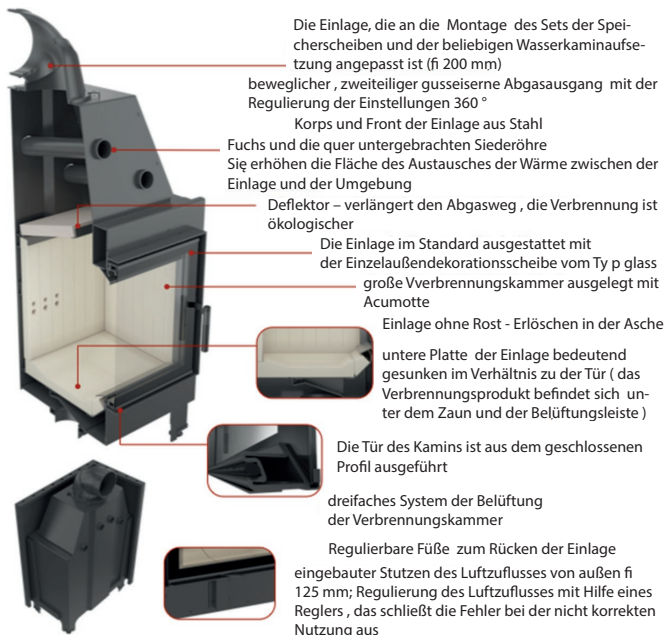 Die Einlage, die an die Montage des Sets der Spei-
cherscheiben und der beliebigen Wasserkaminaufse-
tzung angepasst ist (fi 200 mm)
beweglicher , zweiteiliger gusseiserne Abgasausgang mit der
Regulierung der Einstellungen 360 °
Korps und Front der Einlage aus Stahl
Fuchs und die quer untergebrachten Siederöhre
Się erhöhen die Fläche des Austausches der Wärme zwischen der
Einlage und der Umgebung
Deflektor – verlängert den Abgasweg , die Verbrennung ist
ökologischer
Die Einlage im Standard ausgestattet mit
der Einzelaußendekorationsscheibe vom Ty p glass
große Vverbrennungskammer ausgelegt mit
Acumotte
Einlage ohne Rost - Erlöschen in der Asche
untere Platte der Einlage bedeutend
gesunken im Verhältnis zu der Tür ( das
Verbrennungsprodukt befindet sich un-
ter dem Zaun und der Belüftungsleiste )
Die Tür des Kamins ist aus dem geschlossenen
Profil ausgeführt
dreifaches System der Belüftung
der Verbrennungskammer
Regulierbare Füße zum Rücken der Einlage
eingebauter Stutzen des Luftzuflusses von außen fi
125 mm; Regulierung des Luftzuflusses mit Hilfe eines
Reglers , das schließt die Fehler bei der nicht korrekten
Nutzung aus